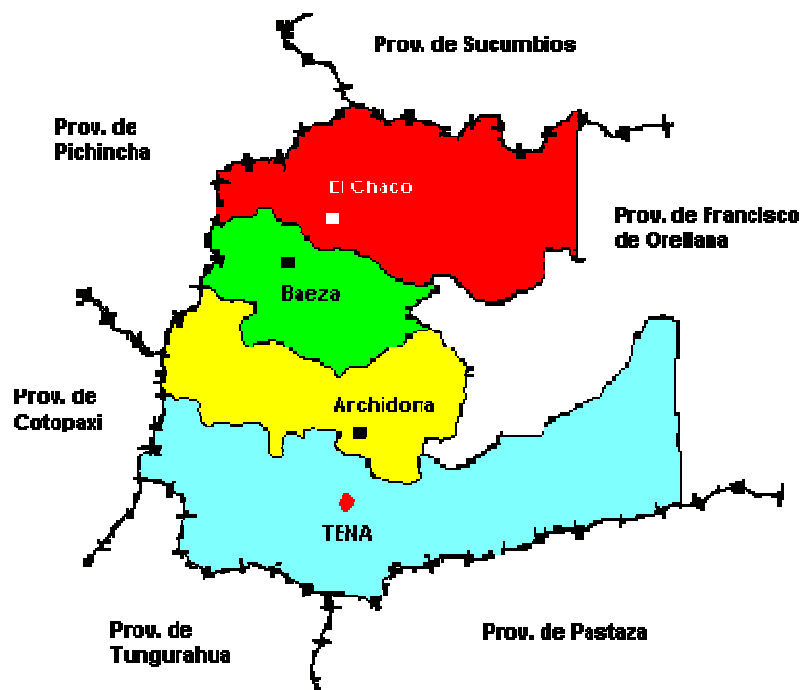 Prov. de Sucumbios
Prov. de
Pichincha
El Chaco
Prov. de Francisco
de Orellana
Baeza
Prov. de
Cotopaxi
Archidona
TENA
Prov. de
Tungurahua
Prov. de Pastaza